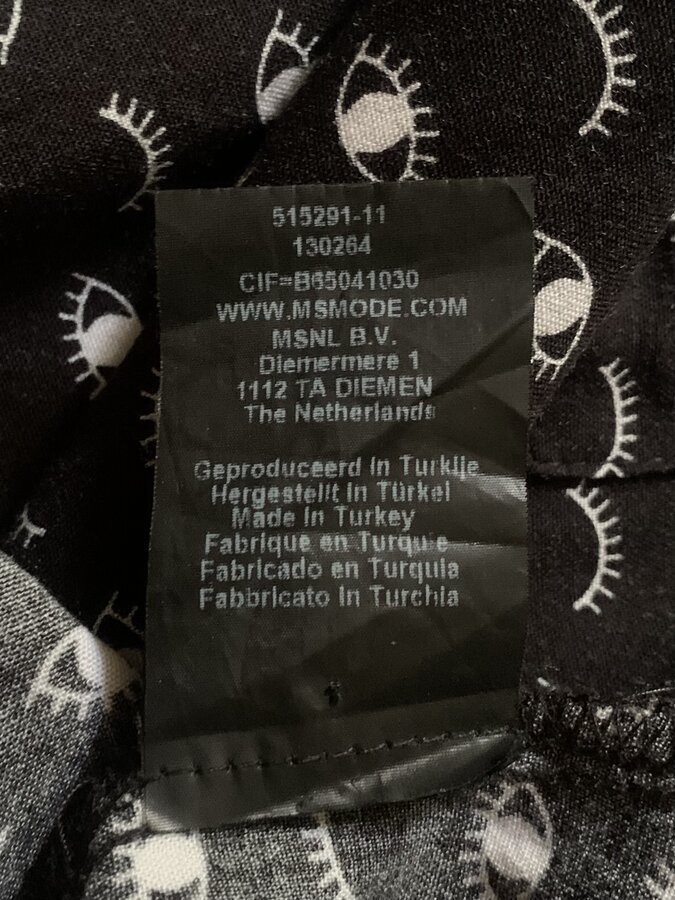 515291-11
130264
CIF=B65041030
WWW.MSMODE.COM
MSNL B.V.
Diemermere 1
1112 TA DIEMEN
The Netherlands
Geproduceerd in Turkije
Hergestellt in Türkei
Made in Turkey
Fabrique en Turquie
Fabricado en Turquia
Fabbricato in Turchia